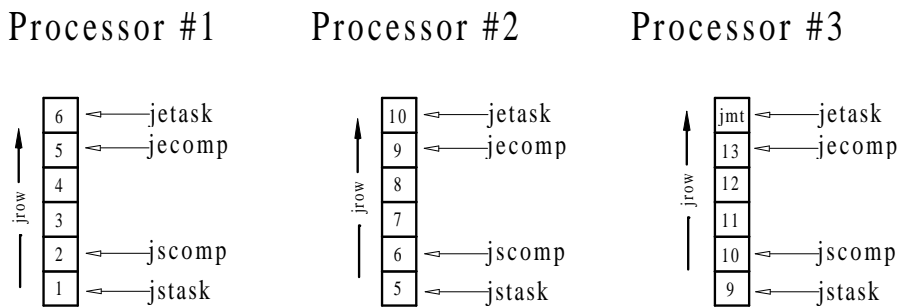 Processor #1
6
jetask
5
jecomp
4
3
2
jscomp
1
jstask
jrow
Processor #2
10
jetask
9
jecomp
8
7
6
jscomp
5
jstask
jrow
Processor #3
jmt
jetask
13
jecomp
12
11
10
jscomp
9
jstask
jrow